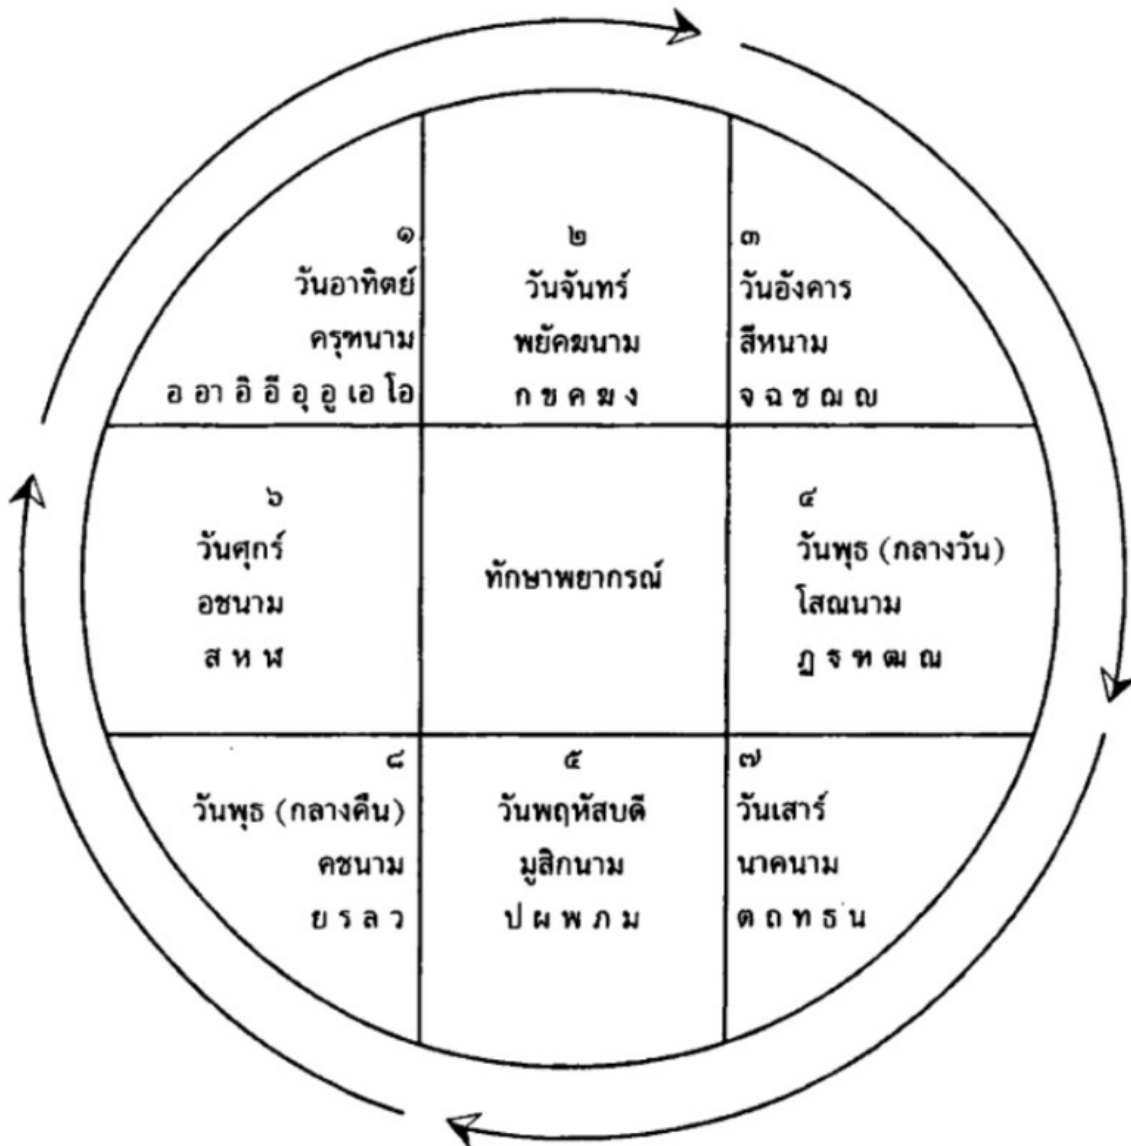 ๑
วันอาทิตย์
ครุฑนาม
อ อา อิ อี อุ อู เอ โอ
๒
วันจันทร์
พยัคฆนาม
ก ข ค ฆ ง
๓
วันอังคาร
สีหนาม
จ ฉ ช ฌ ญ
๖
วันศุกร์
อชนาม
ส ห ฬ
ทักษาพยากรณ์
๔
วันพุธ (กลางวัน)
โสณนาม
ฏ ฐ ฑ ฒ ณ
๘
วันพุธ (กลางคืน)
คชนาม
ย ร ล ว
๕
วันพฤหัสบดี
มูสิกนาม
ป ผ พ ภ ม
๗
วันเสาร์
นาคนาม
ต ถ ท ธ น